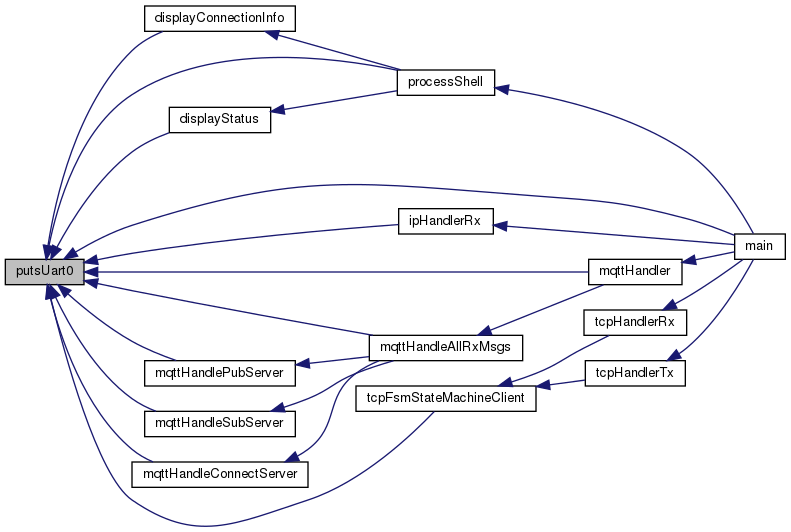 displayConnectionInfo
processShell
displayStatus
ipHandlerRx
main
putsUart0
mqttHandler
tcpHandlerRx
mqttHandleAllRxMsgs
mqttHandlePubServer
tcpHandlerTx
tcpFsmStateMachineClient
mqttHandleSubServer
mqttHandleConnectServer